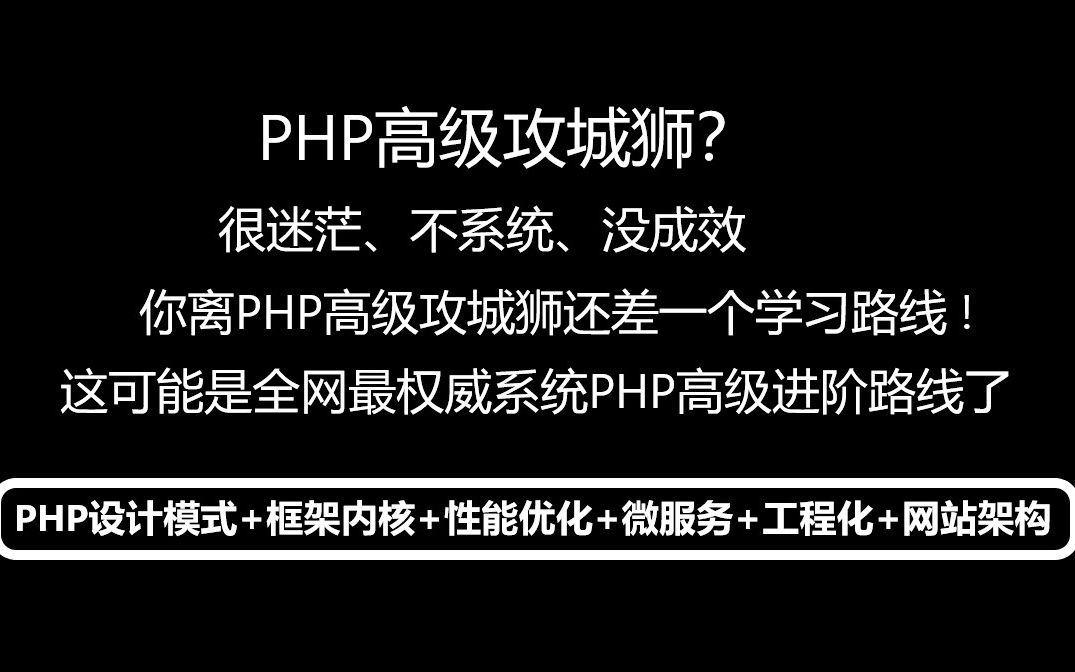 PHP高级攻城狮？
很迷茫、不系统、没成效
你离PHP高级攻城狮还差一个学习路线！
这可能是全网最权威系统PHP高级进阶路线了
PHP设计模式+框架内核+性能优化+微服务+工程化+网站架构